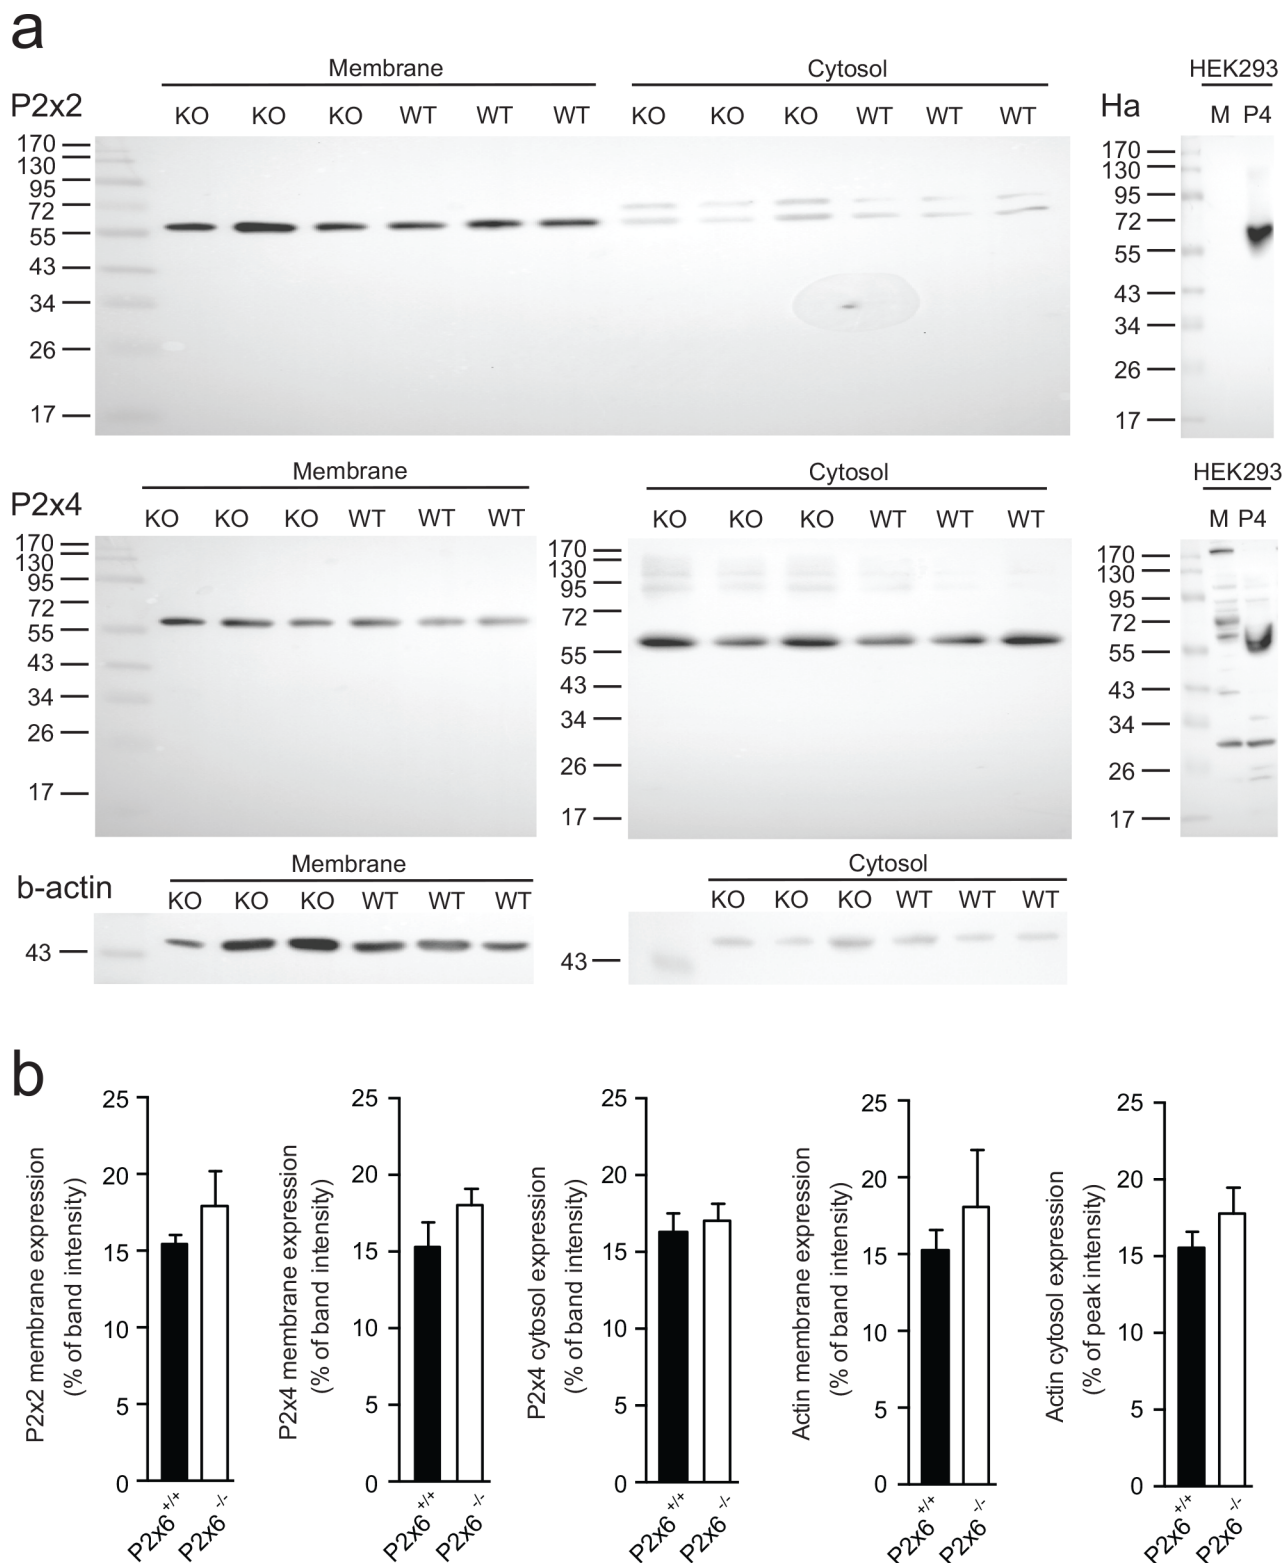 a
Membrane Cytosol HEK293
P2x2 KO KO KO WT WT WT KO KO KO WT WT WT Ha M P4
170 170
130 130
95 95
72 72
55 55
43 43
34 34
26 26
17 17
Membrane Cytosol HEK293
P2x4 KO KO KO WT WT WT KO KO KO WT WT WT M P4
170 170 170
130 130 130
95 95 95
72 72 72
55 55 55
43 43 43
34 34 34
26 26 26
17 17 17
Membrane Cytosol
b-actin KO KO KO WT WT WT KO KO KO WT WT WT
43 43
b
P2x2 membrane expression
(% of band intensity)
25
20
15
10
5
0
P2x6+/+ P2x6-/-
P2x4 membrane expression
(% of band intensity)
25
20
15
10
5
0
P2x6+/+ P2x6-/-
P2x4 cytosol expression
(% of band intensity)
25
20
15
10
5
0
P2x6+/+ P2x6-/-
Actin membrane expression
(% of band intensity)
25
20
15
10
5
0
P2x6+/+ P2x6-/-
Actin cytosol expression
(% of peak intensity)
25
20
15
10
5
0
P2x6+/+ P2x6-/-